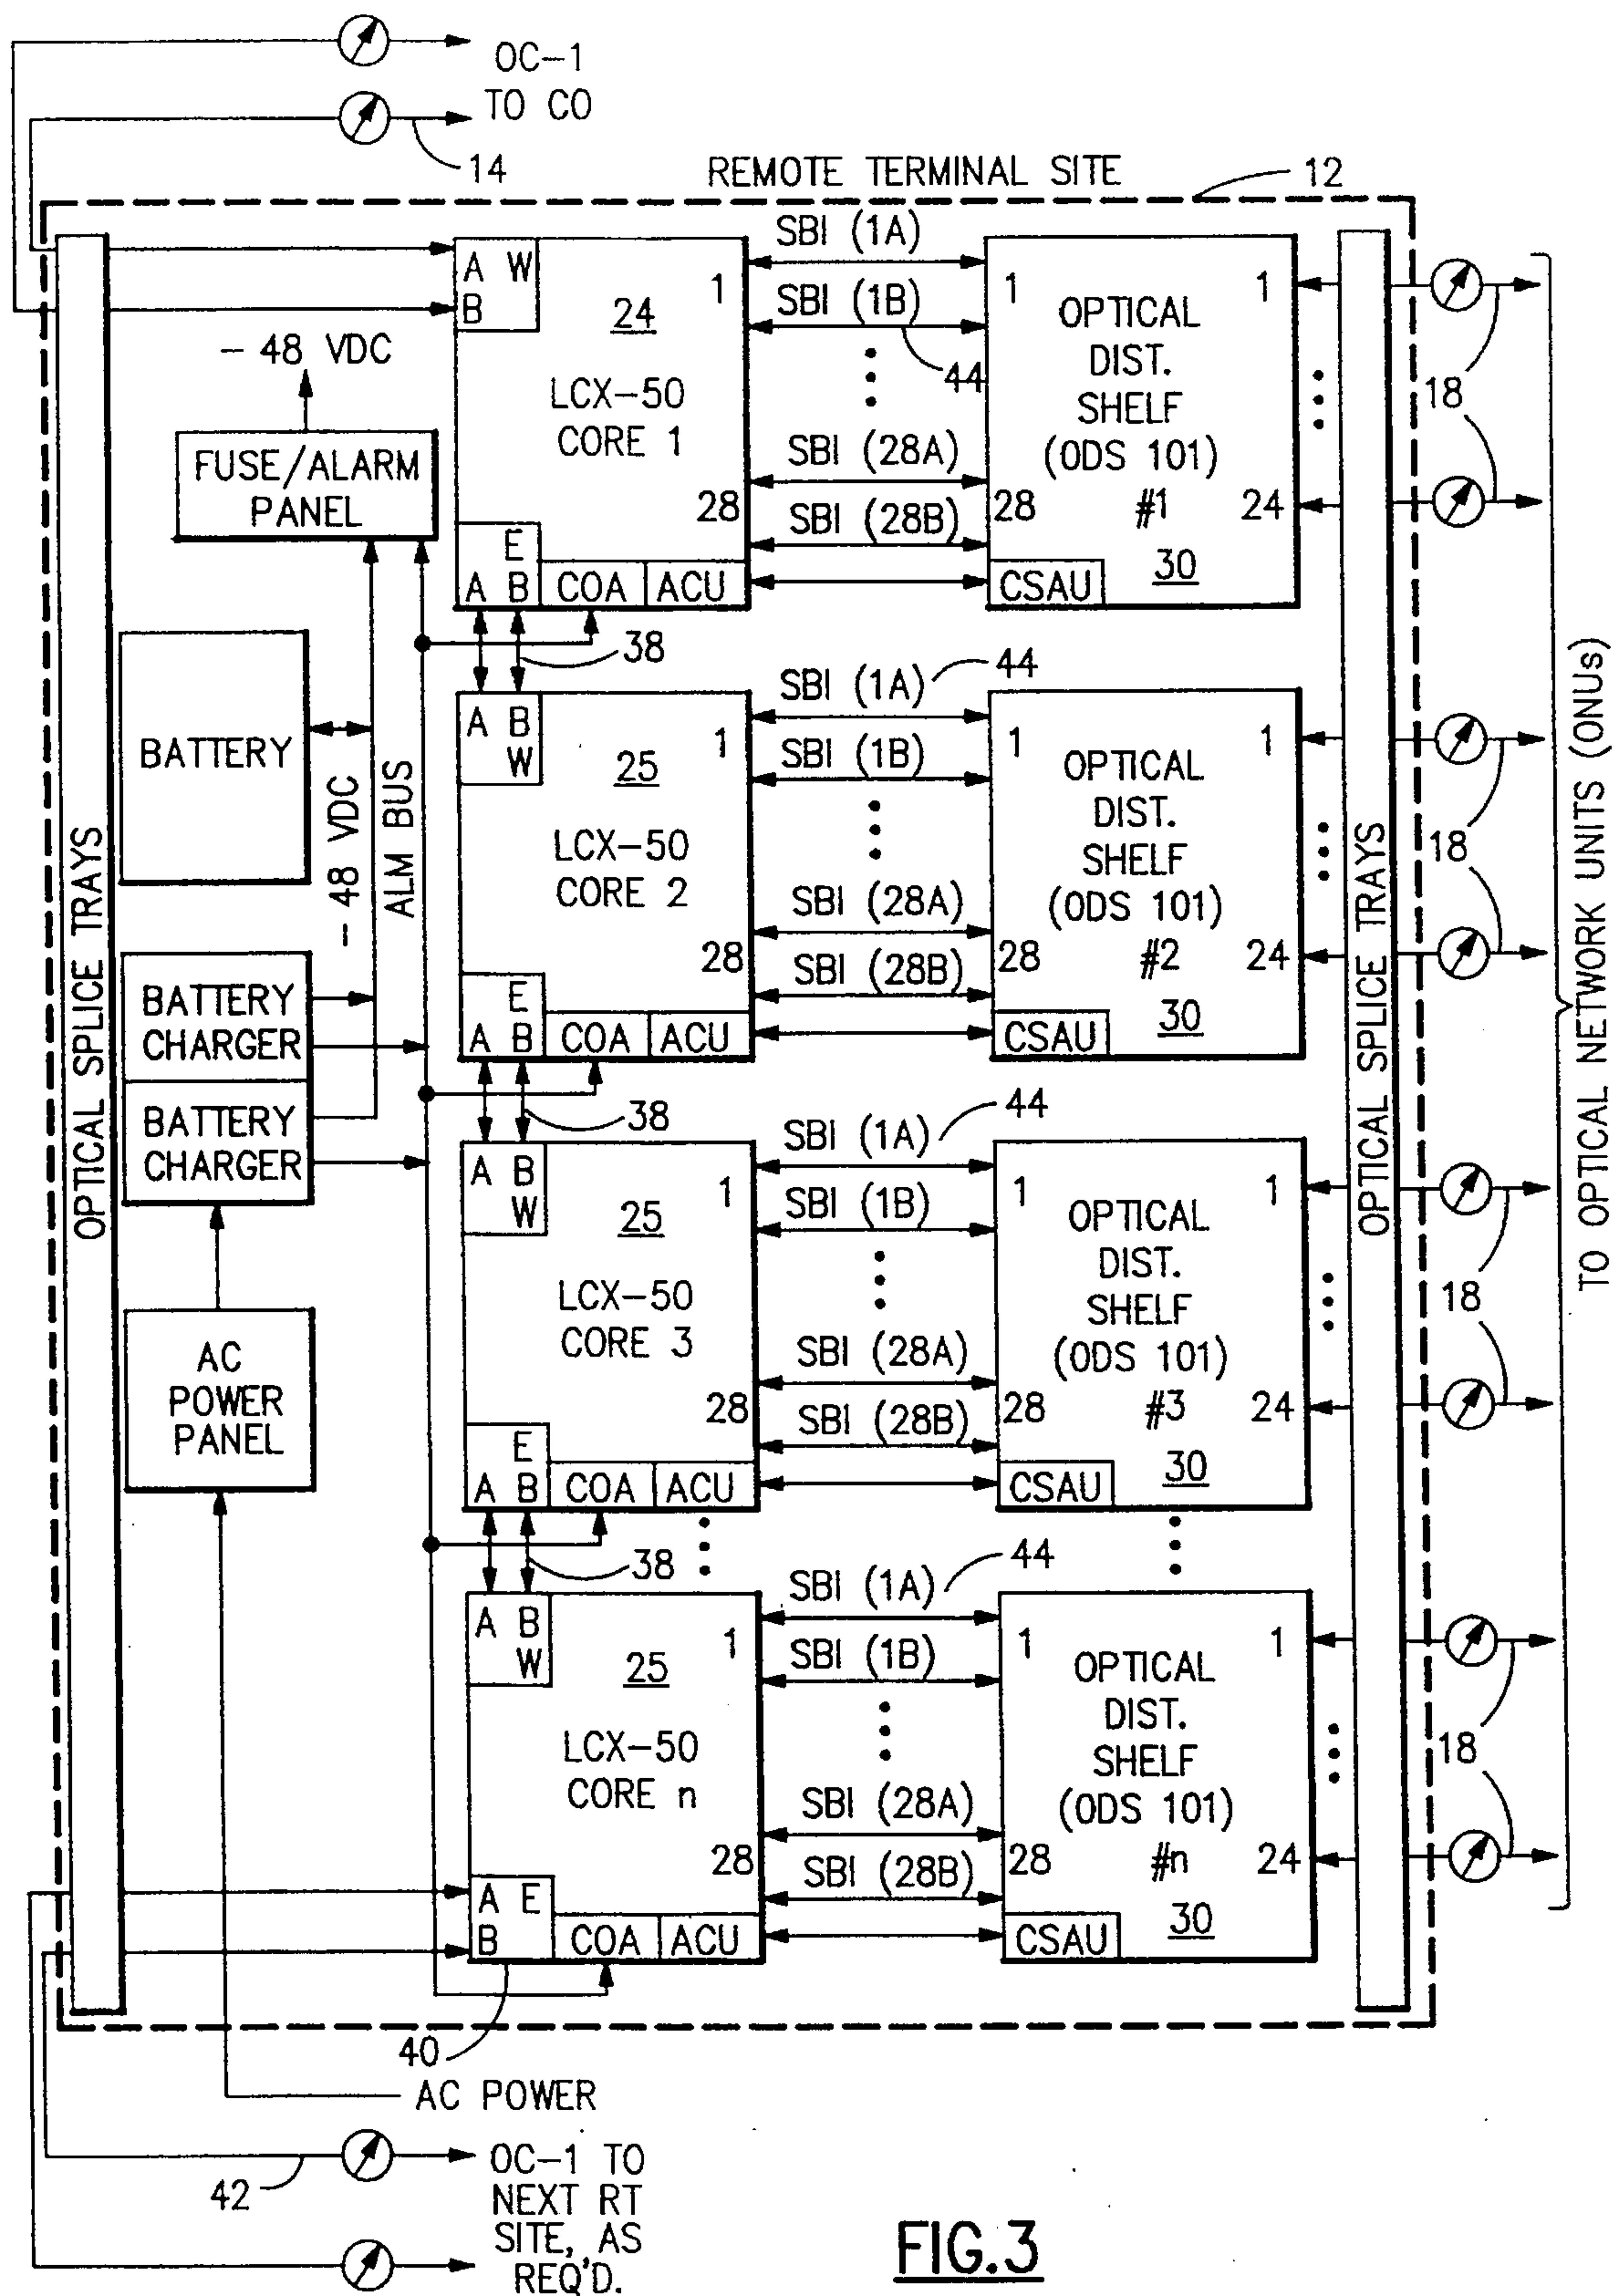 OC-1
TO CO
14
REMOTE TERMINAL SITE
12
OPTICAL SPLICE TRAYS
- 48 VDC
FUSE/ALARM
PANEL
BATTERY
- 48 VDC
ALM BUS
BATTERY
CHARGER
BATTERY
CHARGER
AC
POWER
PANEL
A W
B
24
1
LCX-50
CORE 1
28
E
A B
COA
ACU
SBI (1A)
SBI (1B)
44
SBI (28A)
SBI (28B)
1
OPTICAL
DIST.
SHELF
(ODS 101)
#1
1
28
24
CSAU
30
18
38
A B
W
25
1
LCX-50
CORE 2
28
E
A B
COA
ACU
SBI (1A)
44
SBI (1B)
SBI (28A)
SBI (28B)
1
OPTICAL
DIST.
SHELF
(ODS 101)
#2
1
28
24
CSAU
30
18
38
A B
W
25
1
LCX-50
CORE 3
28
E
A B
COA
ACU
SBI (1A)
44
SBI (1B)
SBI (28A)
SBI (28B)
1
OPTICAL
DIST.
SHELF
(ODS 101)
#3
1
28
24
CSAU
30
18
38
A B
W
25
1
LCX-50
CORE n
28
A E
B
COA
ACU
SBI (1A)
44
SBI (1B)
SBI (28A)
SBI (28B)
1
OPTICAL
DIST.
SHELF
(ODS 101)
#n
1
28
24
CSAU
30
18
OPTICAL SPLICE TRAYS
TO OPTICAL NETWORK UNITS (ONUs)
40
AC POWER
42
OC-1 TO
NEXT RT
SITE, AS
REQ'D.
FIG.3